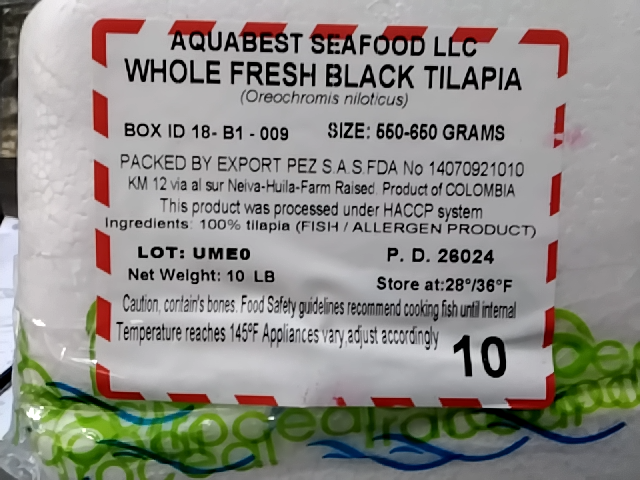 AQUABEST SEAFOOD LLC
WHOLE FRESH BLACK TILAPIA
(Oreochromis niloticus)
BOX ID 18- B1 - 009 SIZE: 550-650 GRAMS
PACKED BY EXPORT PEZ S.A.S.FDA No 14070921010
KM 12 via al sur Neiva-Huila-Farm Raised Product of COLOMBIA
This product was processed under HACCP system
Ingredients: 100% tilapia (FISH / ALLERGEN PRODUCT)
LOT: UME0 P. D. 26024
Net Weight: 10 LB Store at:28°/36°F
Caution, contain's bones. Food Safety guidelines recommend cooking fish until internal
Temperature reaches 145°F Appliances vary,adjust accordingly
10